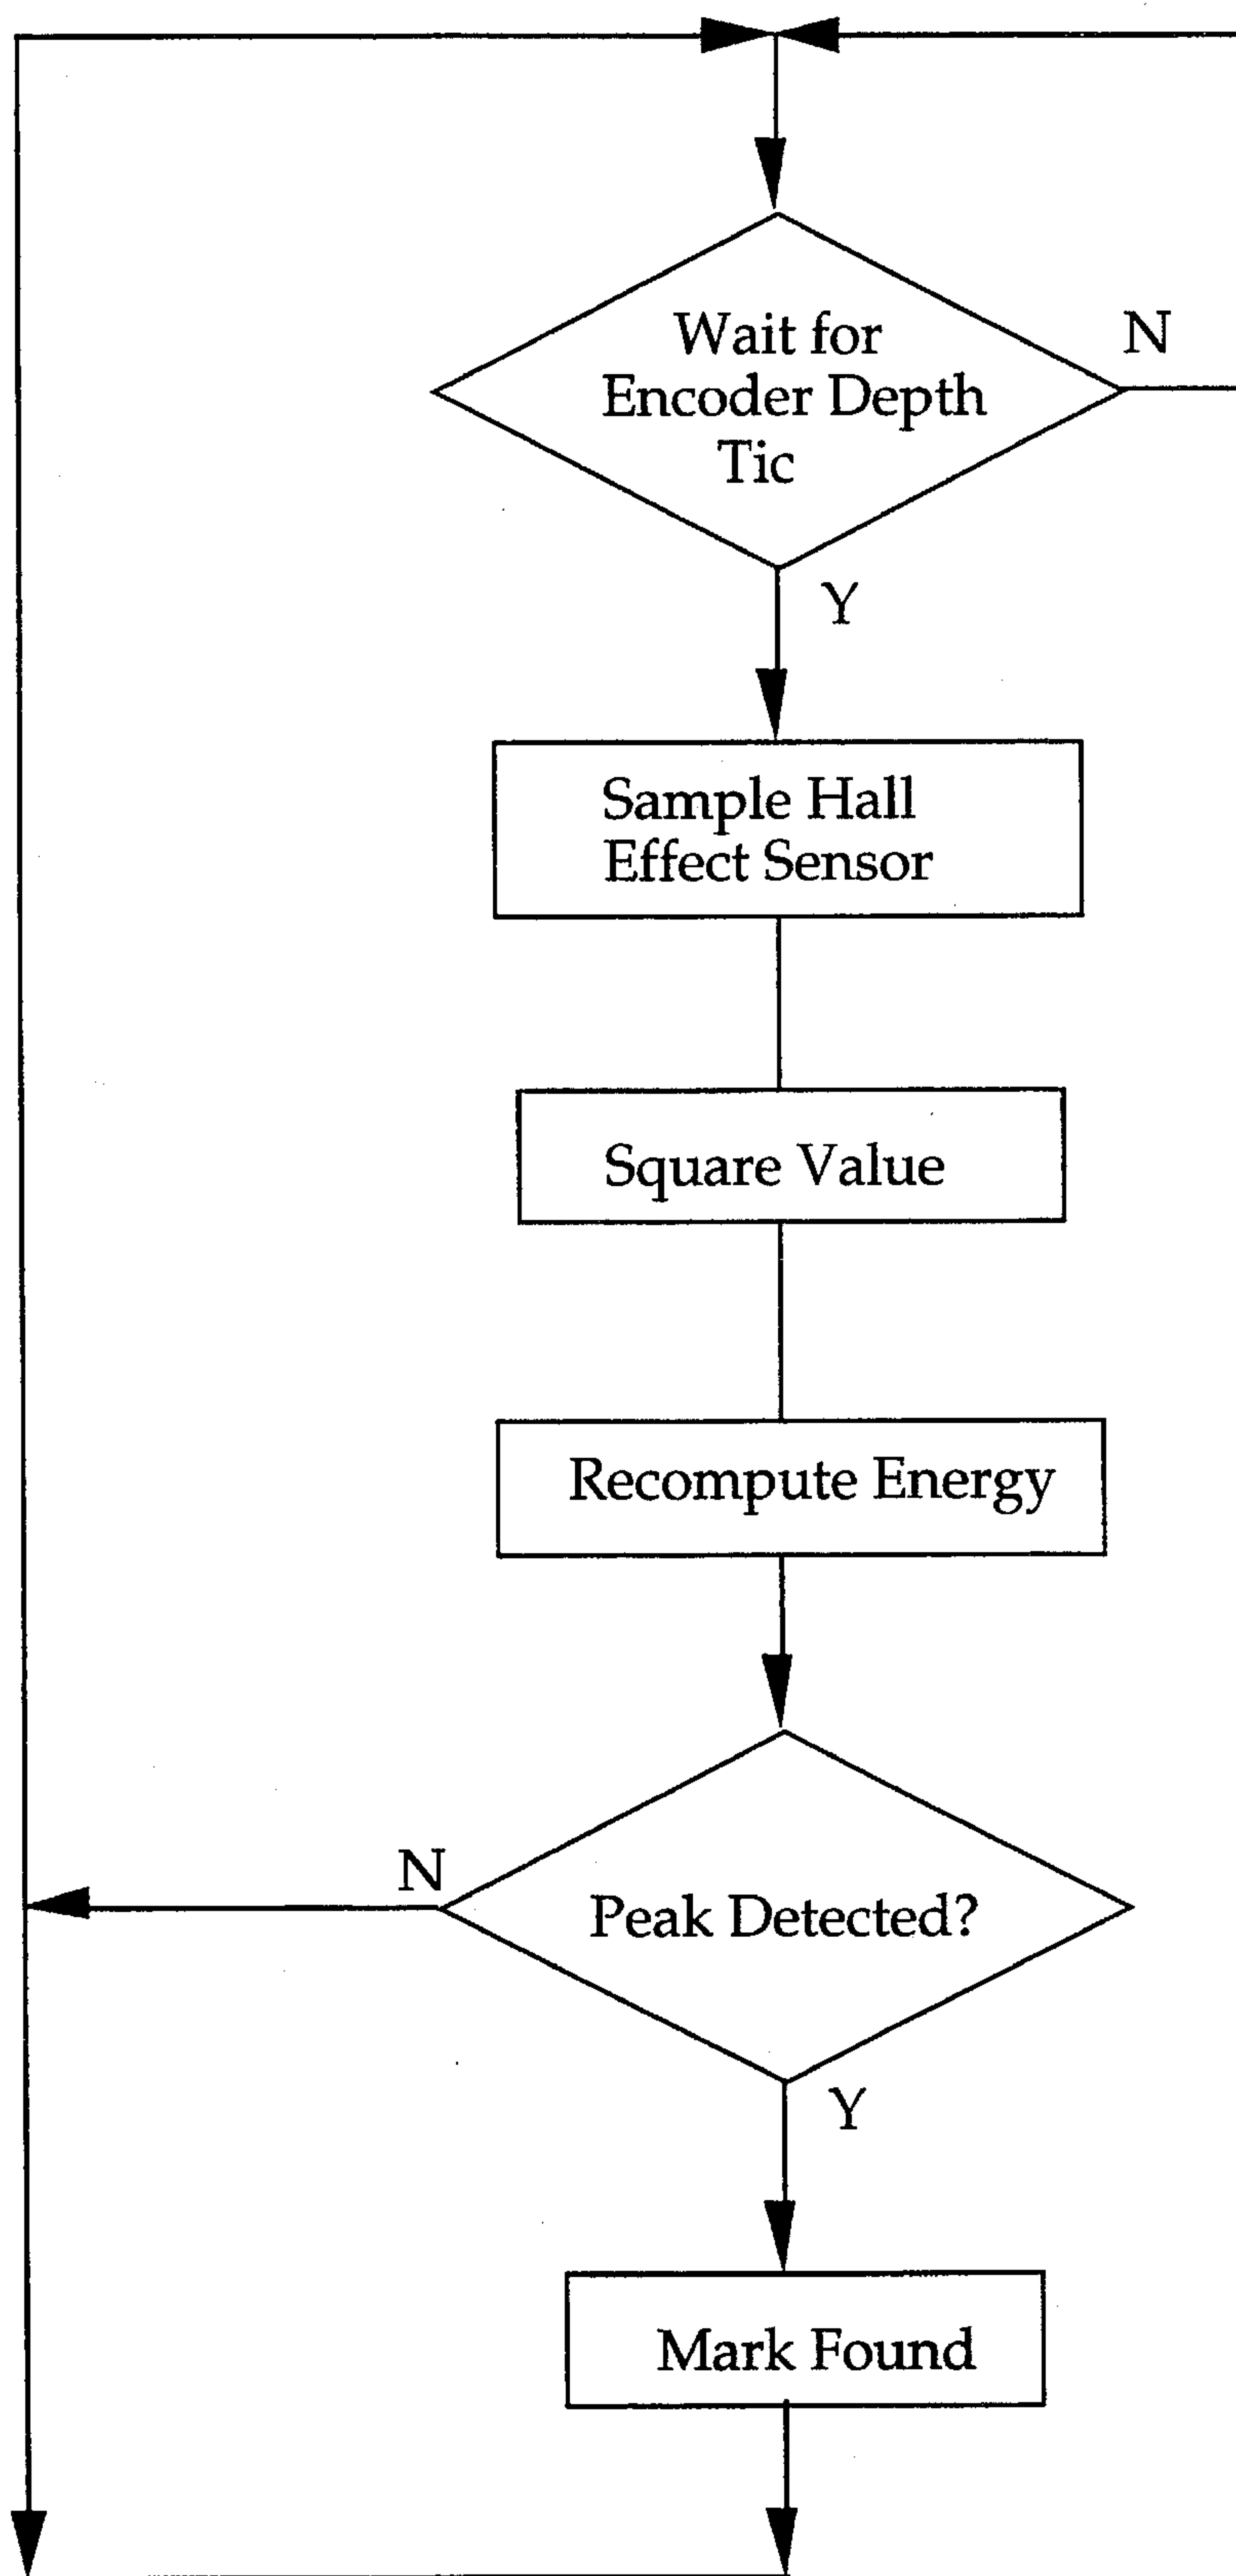 Wait for
Encoder Depth
Tic
N
Y
Sample Hall
Effect Sensor
Square Value
Recompute Energy
N
Peak Detected?
Y
Mark Found